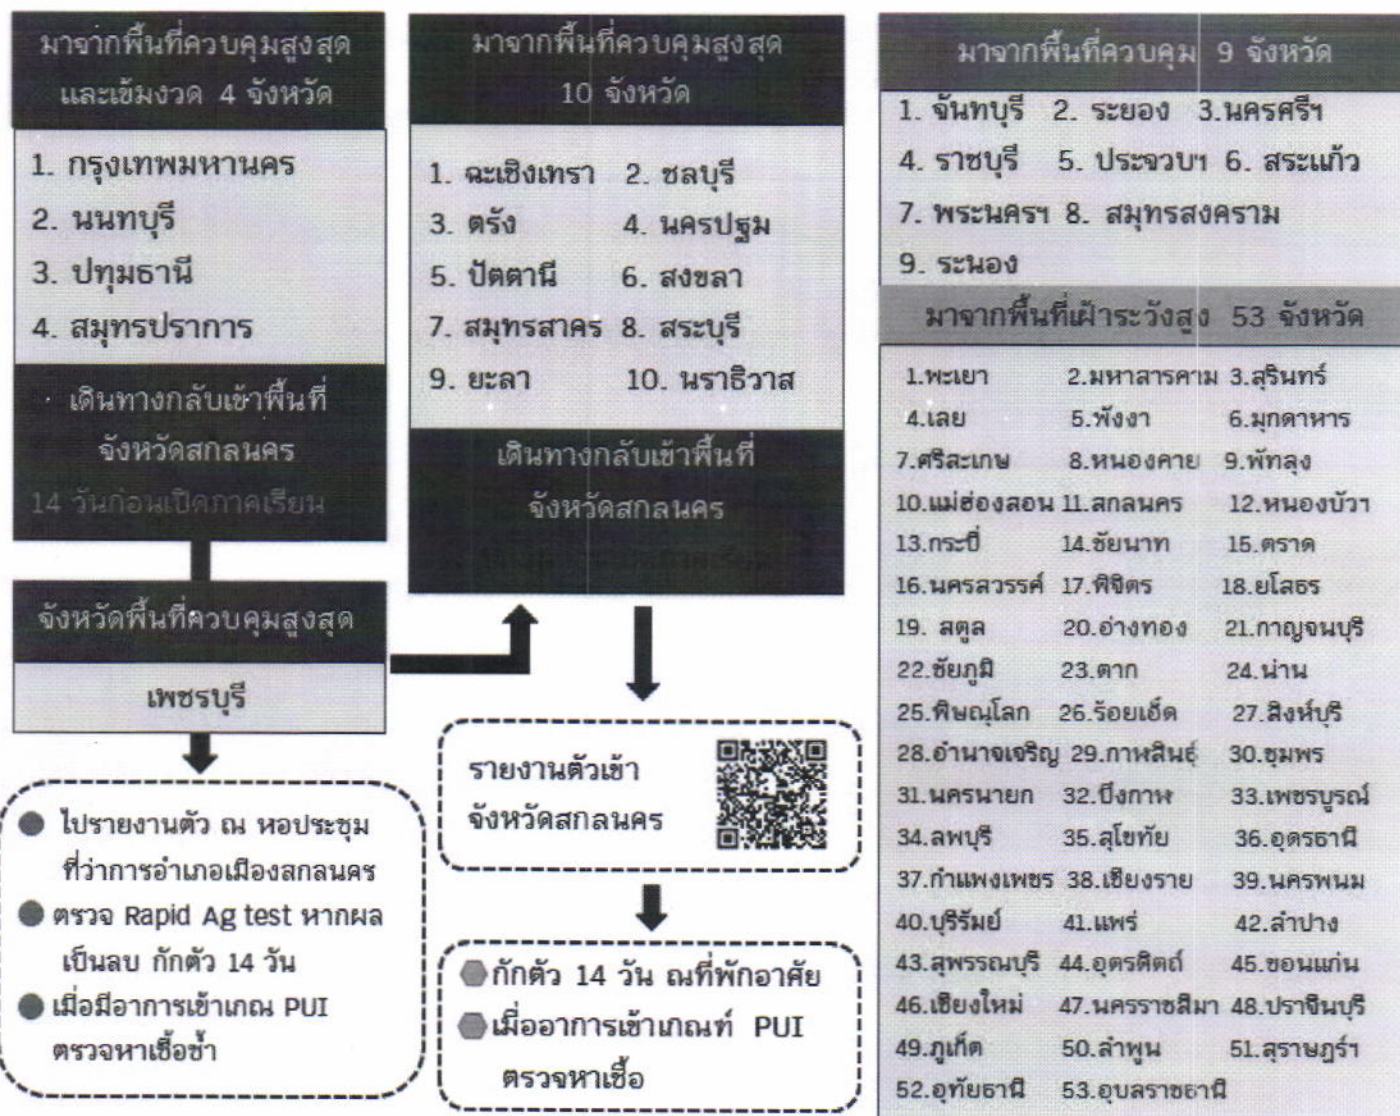 มาจากพื้นที่ควบคุมสูงสุด
และเข้มงวด 4 จังหวัด
1. กรุงเทพมหานคร
2. นนทบุรี
3. ปทุมธานี
4. สมุทรปราการ
เดินทางกลับเข้าพื้นที่
จังหวัดสกลนคร
14 วันก่อนเปิดภาคเรียน
จังหวัดพื้นที่ควบคุมสูงสุด
เพชรบุรี
ไปรายงานตัว ณ หอประชุม
ที่ว่าการอำเภอเมืองสกลนคร
ตรวจ Rapid Ag test หากผล
เป็นลบ กักตัว 14 วัน
เมื่อมีอาการเข้าเกณ PUI
ตรวจหาเชื้อซ้ำ
มาจากพื้นที่ควบคุมสูงสุด
10 จังหวัด
1. ฉะเชิงเทรา 2. ชลบุรี
3. ตรัง 4. นครปฐม
5. ปัตตานี 6. สงขลา
7. สมุทรสาคร 8. สระบุรี
9. ยะลา 10. นราธิวาส
เดินทางกลับเข้าพื้นที่
จังหวัดสกลนคร
รายงานตัวเข้า
จังหวัดสกลนคร
กักตัว 14 วัน ณที่พักอาศัย
เมื่ออาการเข้าเกณฑ์ PUI
ตรวจหาเชื้อ
มาจากพื้นที่ควบคุม 9 จังหวัด
1. จันทบุรี 2. ระยอง 3.นครศรีฯ
4. ราชบุรี 5. ประจวบฯ 6. สระแก้ว
7. พระนครฯ 8. สมุทรสงคราม
9. ระนอง
มาจากพื้นที่เฝ้าระวังสูง 53 จังหวัด
1.พะเยา 2.มหาสารคาม 3.สุรินทร์
4.เลย 5.พังงา 6.มุกดาหาร
7.ศรีสะเกษ 8.หนองคาย 9.พัทลุง
10.แม่ฮ่องสอน 11.สกลนคร 12.หนองบัวฯ
13.กระบี่ 14.ชัยนาท 15.ตราด
16.นครสวรรค์ 17.พิจิตร 18.ยโสธร
19. สตูล 20.อ่างทอง 21.กาญจนบุรี
22.ชัยภูมิ 23.ตาก 24.น่าน
25.พิษณุโลก 26.ร้อยเอ็ด 27.สิงห์บุรี
28.อำนาจเจริญ 29.กาฬสินธุ์ 30.ชุมพร
31.นครนายก 32.บึงกาฬ 33.เพชรบูรณ์
34.ลพบุรี 35.สุโขทัย 36.อุดรธานี
37.กำแพงเพชร 38.เชียงราย 39.นครพนม
40.บุรีรัมย์ 41.แพร่ 42.ลำปาง
43.สุพรรณบุรี 44.อุตรดิตถ์ 45.ขอนแก่น
46.เชียงใหม่ 47.นครราชสีมา 48.ปราจีนบุรี
49.ภูเก็ต 50.ลำพูน 51.สุราษฎร์ฯ
52.อุทัยธานี 53.อุบลราชธานี